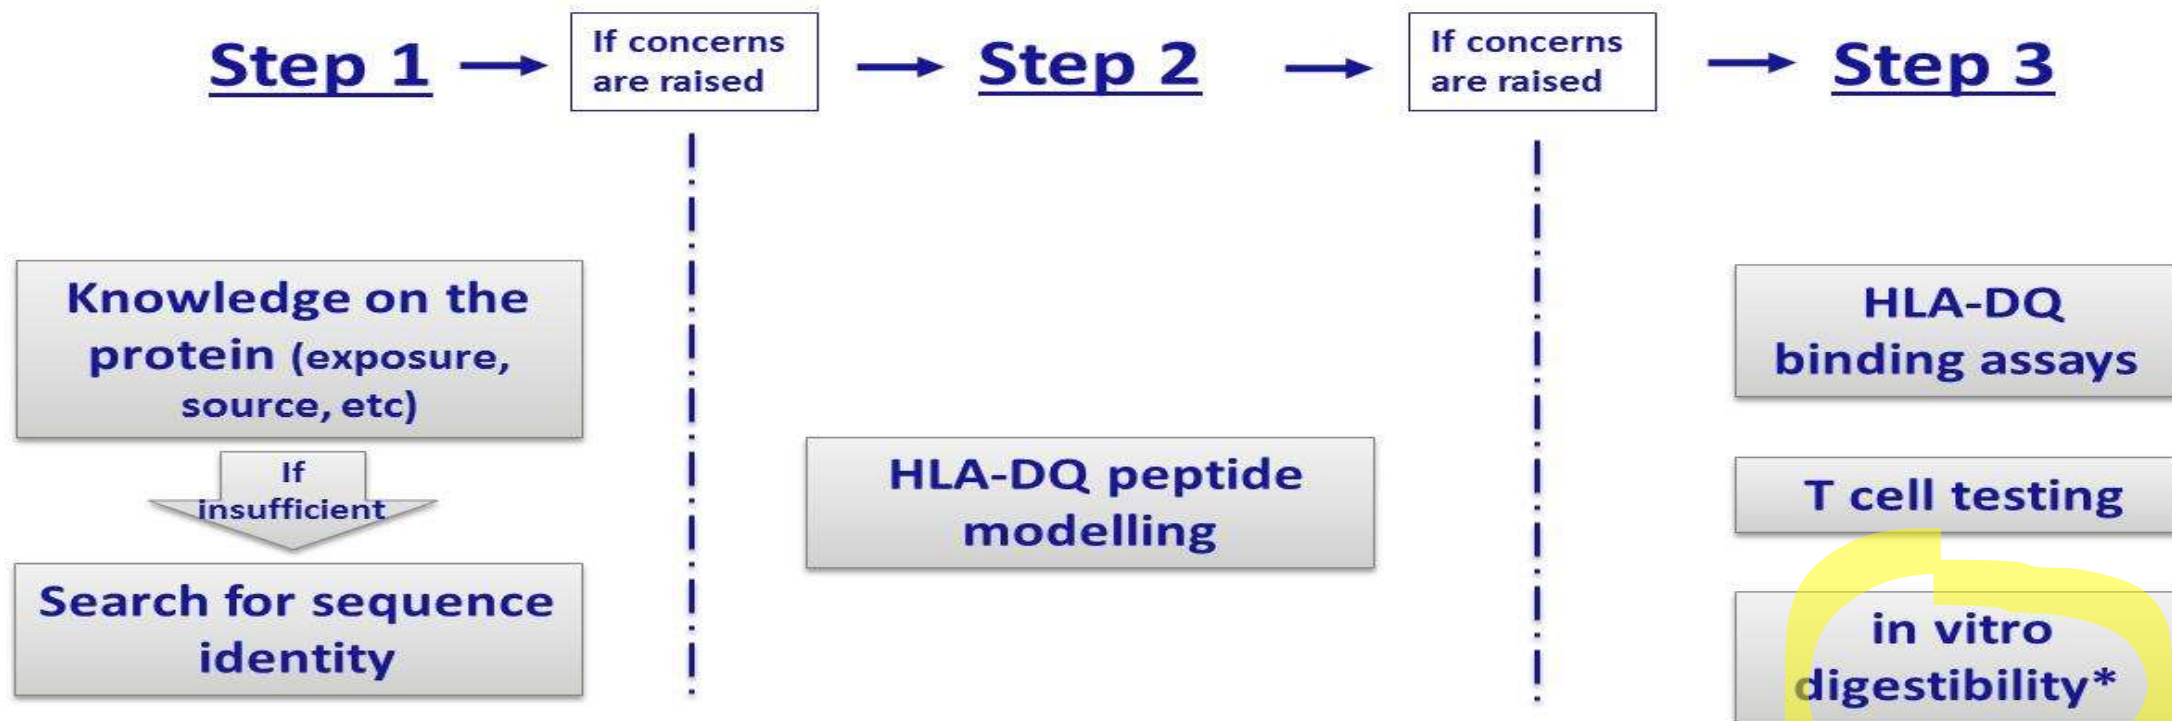 Step 1
If concerns
are raised
Step 2
If concerns
are raised
Step 3
Knowledge on the
protein (exposure,
source, etc)
If
insufficient
Search for sequence
identity
HLA-DQ peptide
modelling
HLA-DQ
binding assays
T cell testing
in vitro
digestibility*